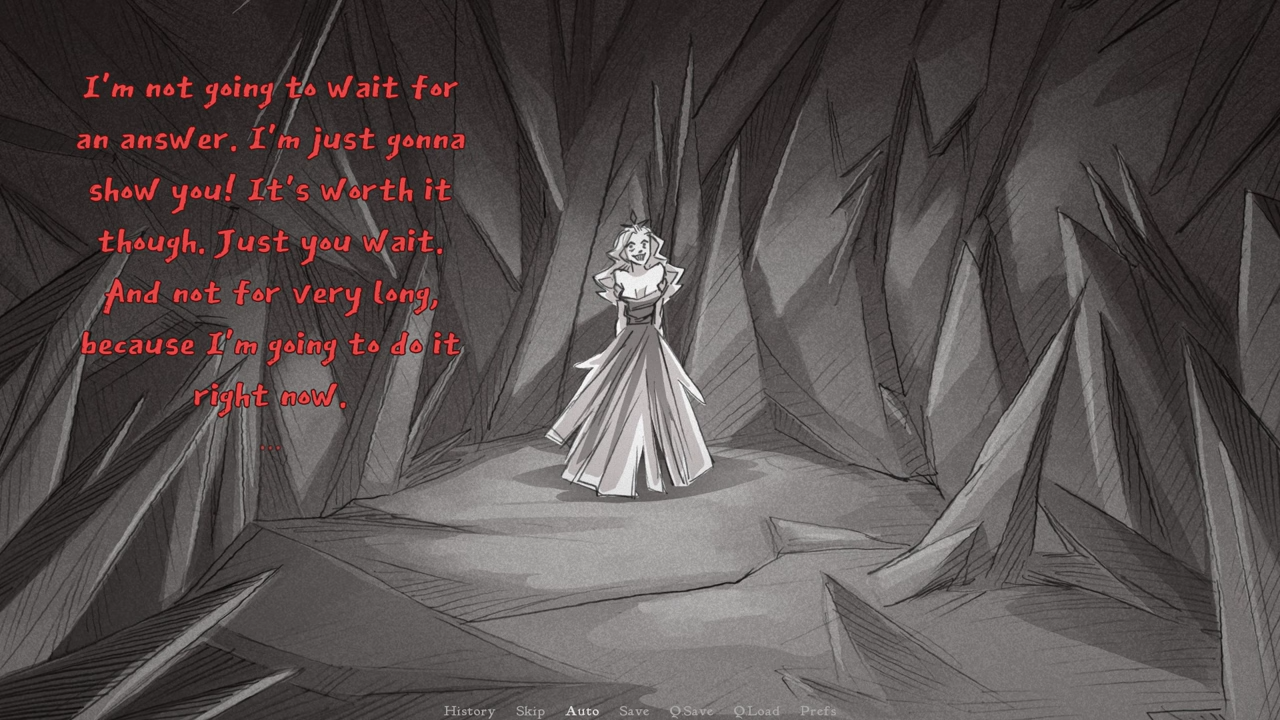 I'm not going to wait for
an answer. I'm just gonna
show you! It's worth it
though. Just you wait.
And not for very long,
because I'm going to do it
right now.
...
History Skip Auto Save Q.Save Q.Load Prefs